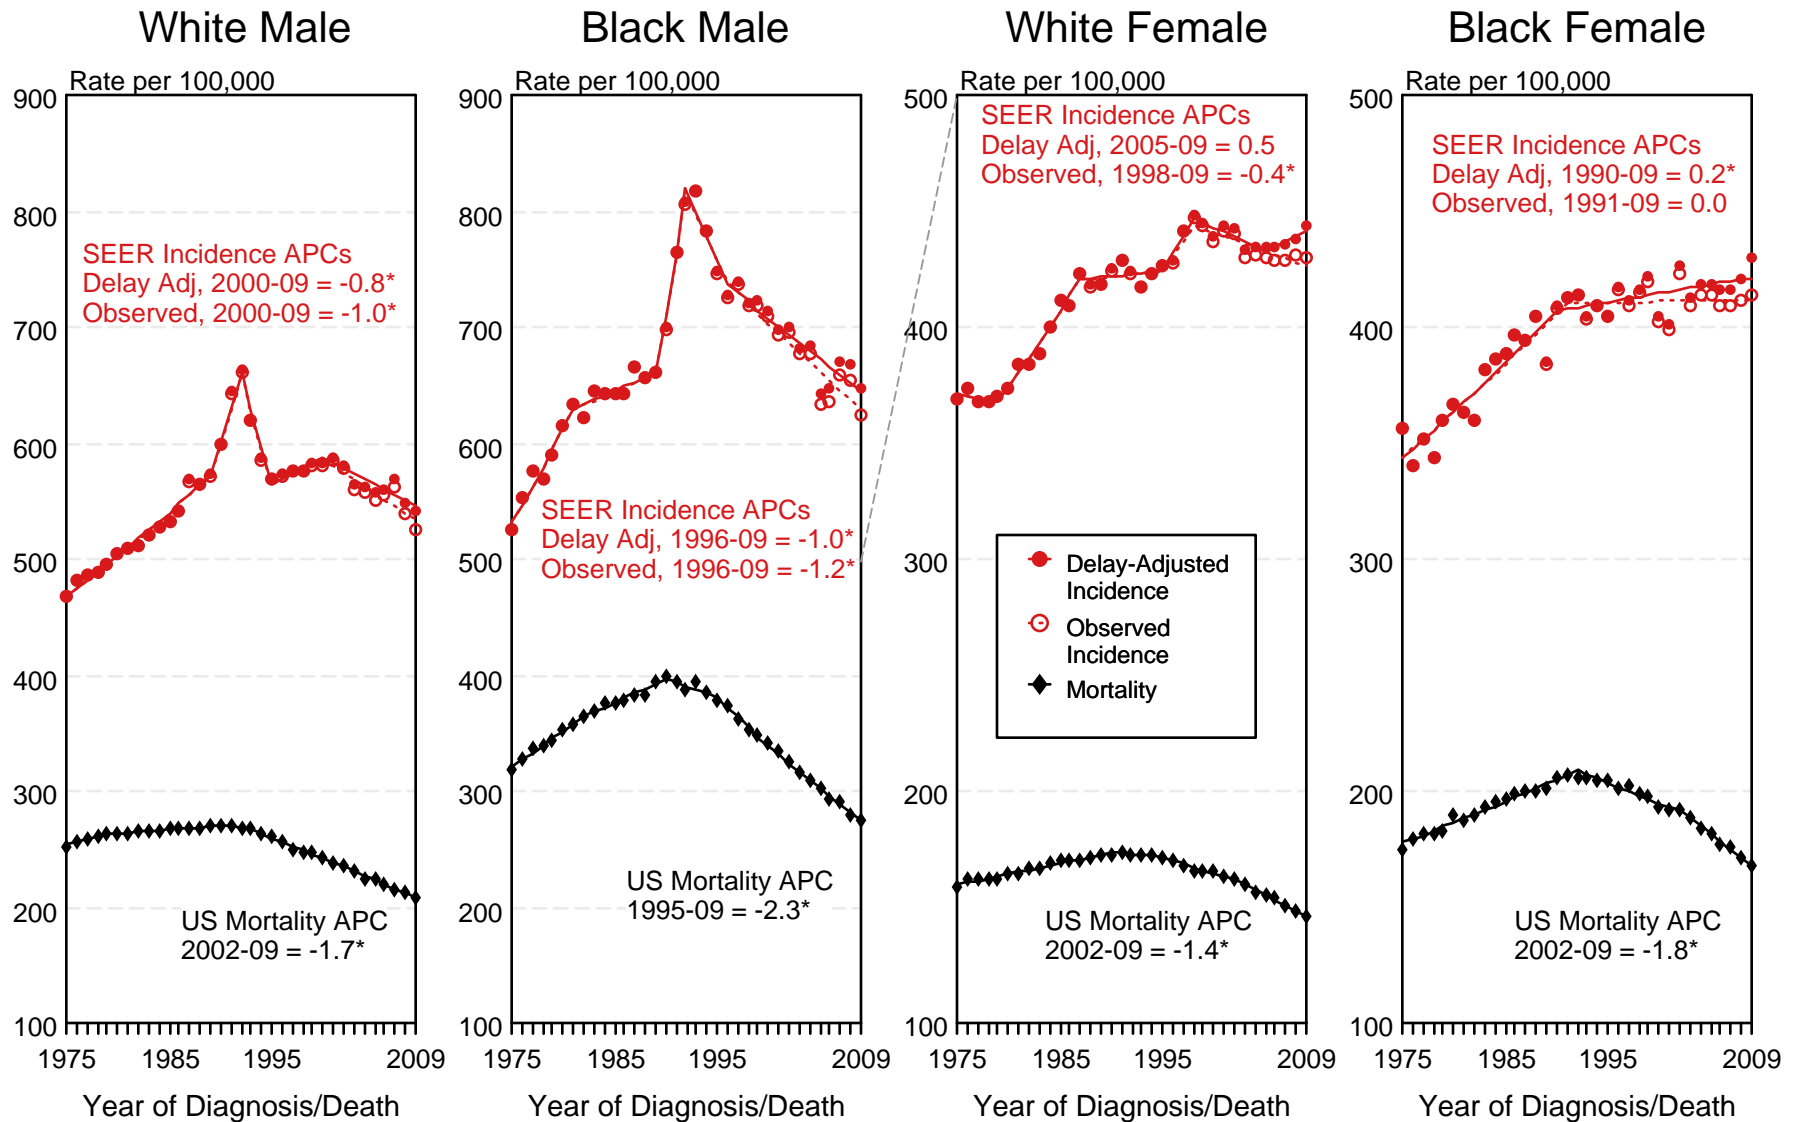 White Male
Rate per 100,000
900
800
700
600
500
400
300
200
100
SEER Incidence APCs
Delay Adj, 2000-09 = -0.8*
Observed, 2000-09 = -1.0*
US Mortality APC
2002-09 = -1.7*
1975 1985 1995 2009
Year of Diagnosis/Death
Black Male
Rate per 100,000
900
800
700
600
500
400
300
200
100
SEER Incidence APCs
Delay Adj, 1996-09 = -1.0*
Observed, 1996-09 = -1.2*
US Mortality APC
1995-09 = -2.3*
1975 1985 1995 2009
Year of Diagnosis/Death
White Female
Rate per 100,000
500
400
300
200
100
SEER Incidence APCs
Delay Adj, 2005-09 = 0.5
Observed, 1998-09 = -0.4*
Delay-Adjusted
Incidence
Observed
Incidence
Mortality
US Mortality APC
2002-09 = -1.4*
1975 1985 1995 2009
Year of Diagnosis/Death
Black Female
Rate per 100,000
500
400
300
200
100
SEER Incidence APCs
Delay Adj, 1990-09 = 0.2*
Observed, 1991-09 = 0.0
US Mortality APC
2002-09 = -1.8*
1975 1985 1995 2009
Year of Diagnosis/Death